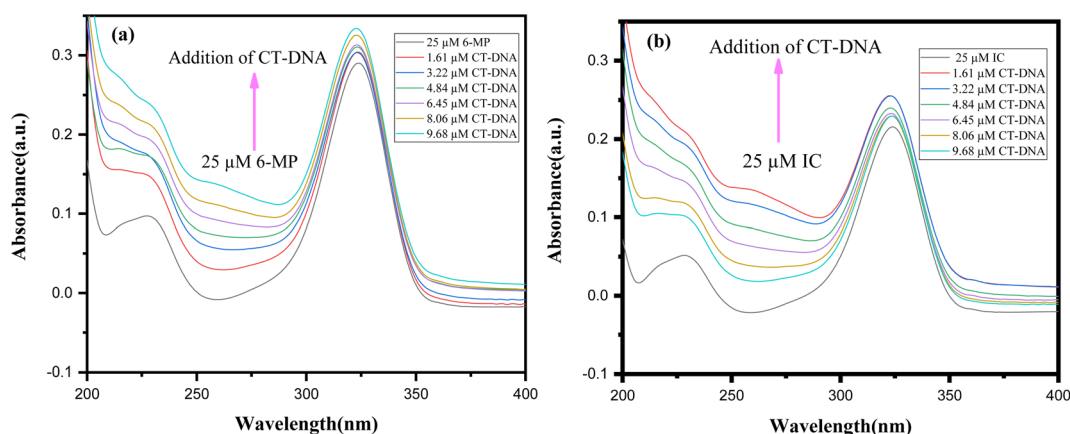 (a)
Addition of CT-DNA
25 µM 6-MP
25 µM 6-MP
1.61 µM CT-DNA
3.22 µM CT-DNA
4.84 µM CT-DNA
6.45 µM CT-DNA
8.06 µM CT-DNA
9.68 µM CT-DNA
Absorbance(a.u.)
0.3
0.2
0.1
0.0
-0.1
200
250
300
350
400
Wavelength(nm)
(b)
Addition of CT-DNA
25 µM IC
25 µM IC
1.61 µM CT-DNA
3.22 µM CT-DNA
4.84 µM CT-DNA
6.45 µM CT-DNA
8.06 µM CT-DNA
9.68 µM CT-DNA
Absorbance(a.u.)
0.3
0.2
0.1
0.0
-0.1
200
250
300
350
400
Wavelength(nm)